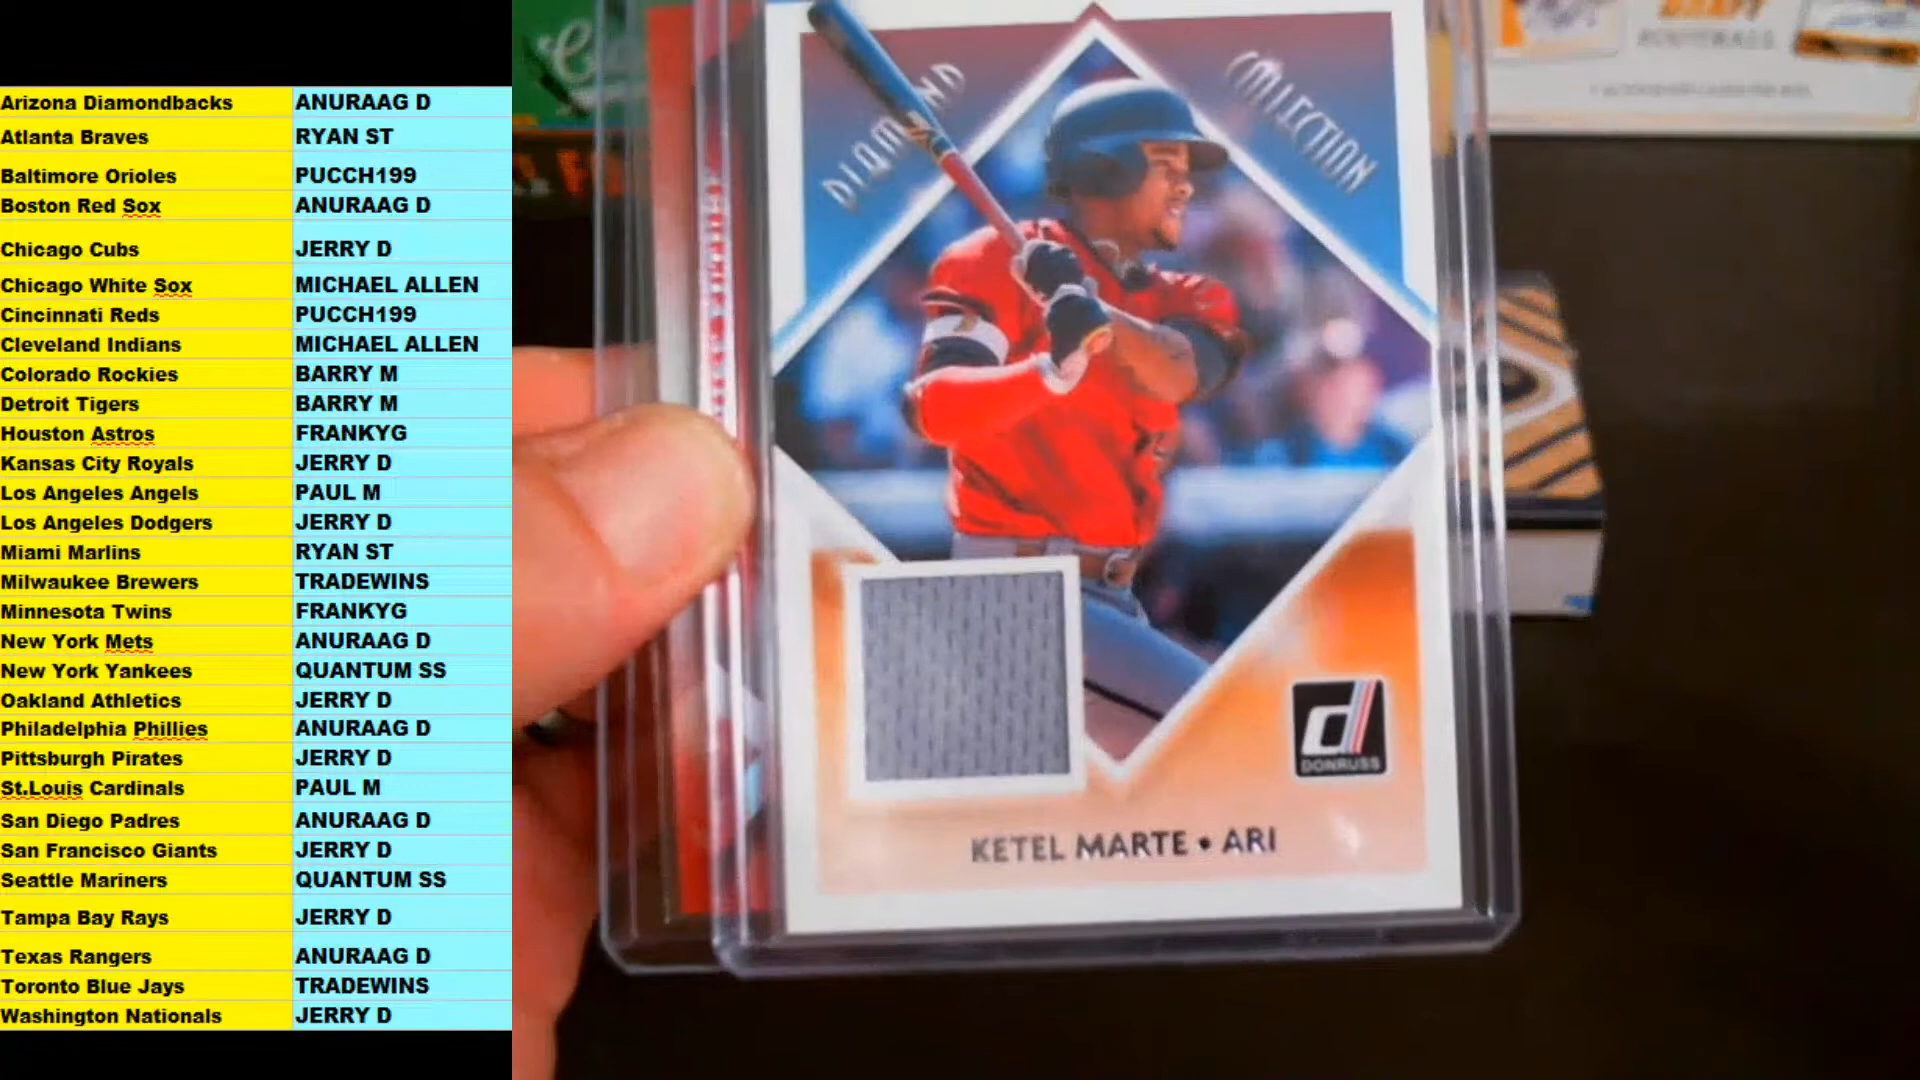 Arizona Diamondbacks ANURAAG D
Atlanta Braves RYAN ST
Baltimore Orioles PUCCH199
Boston Red Sox ANURAAG D
Chicago Cubs JERRY D
Chicago White Sox MICHAEL ALLEN
Cincinnati Reds PUCCH199
Cleveland Indians MICHAEL ALLEN
Colorado Rockies BARRY M
Detroit Tigers BARRY M
Houston Astros FRANKYG
Kansas City Royals JERRY D
Los Angeles Angels PAUL M
Los Angeles Dodgers JERRY D
Miami Marlins RYAN ST
Milwaukee Brewers TRADEWINS
Minnesota Twins FRANKYG
New York Mets ANURAAG D
New York Yankees QUANTUM SS
Oakland Athletics JERRY D
Philadelphia Phillies ANURAAG D
Pittsburgh Pirates JERRY D
St.Louis Cardinals PAUL M
San Diego Padres ANURAAG D
San Francisco Giants JERRY D
Seattle Mariners QUANTUM SS
Tampa Bay Rays JERRY D
Texas Rangers ANURAAG D
Toronto Blue Jays TRADEWINS
Washington Nationals JERRY D
DIAMOND COLLECTION
DONRUSS
KETEL MARTE • ARI